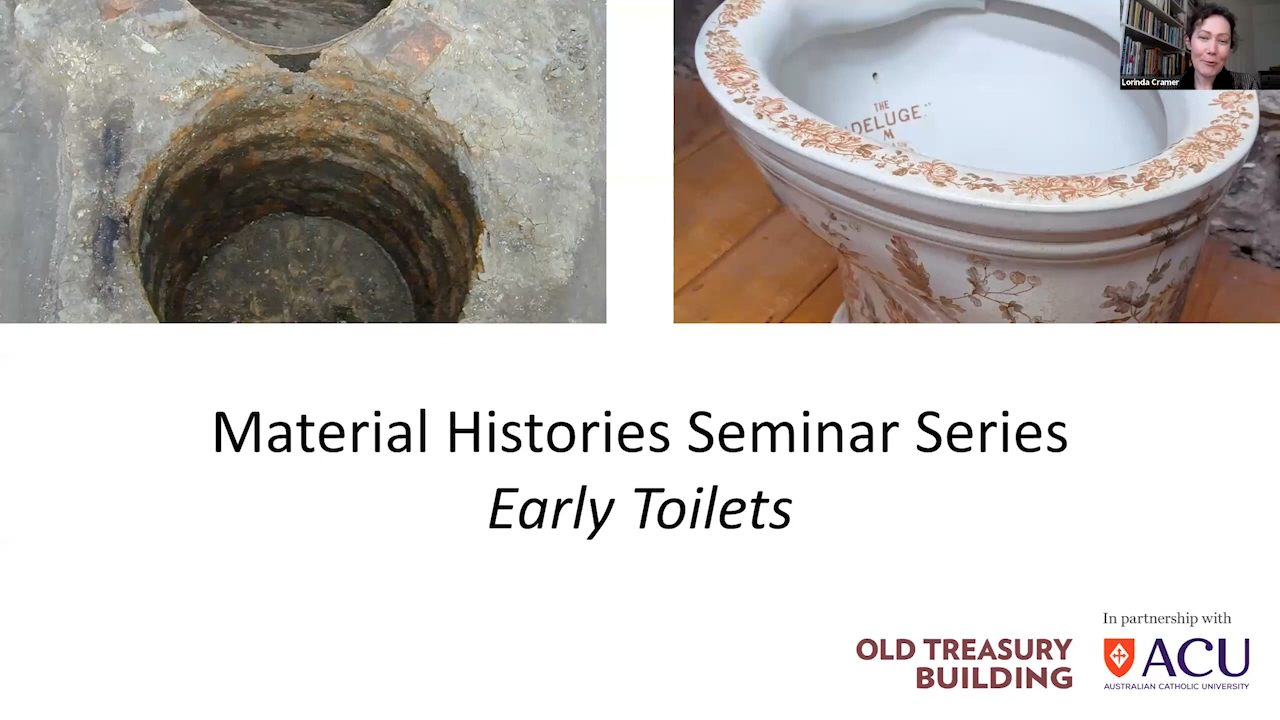 THE
"DELUGE"
M
Lorinda Cramer
Material Histories Seminar Series
Early Toilets
In partnership with
OLD TREASURY
BUILDING
ACU
AUSTRALIAN CATHOLIC UNIVERSITY